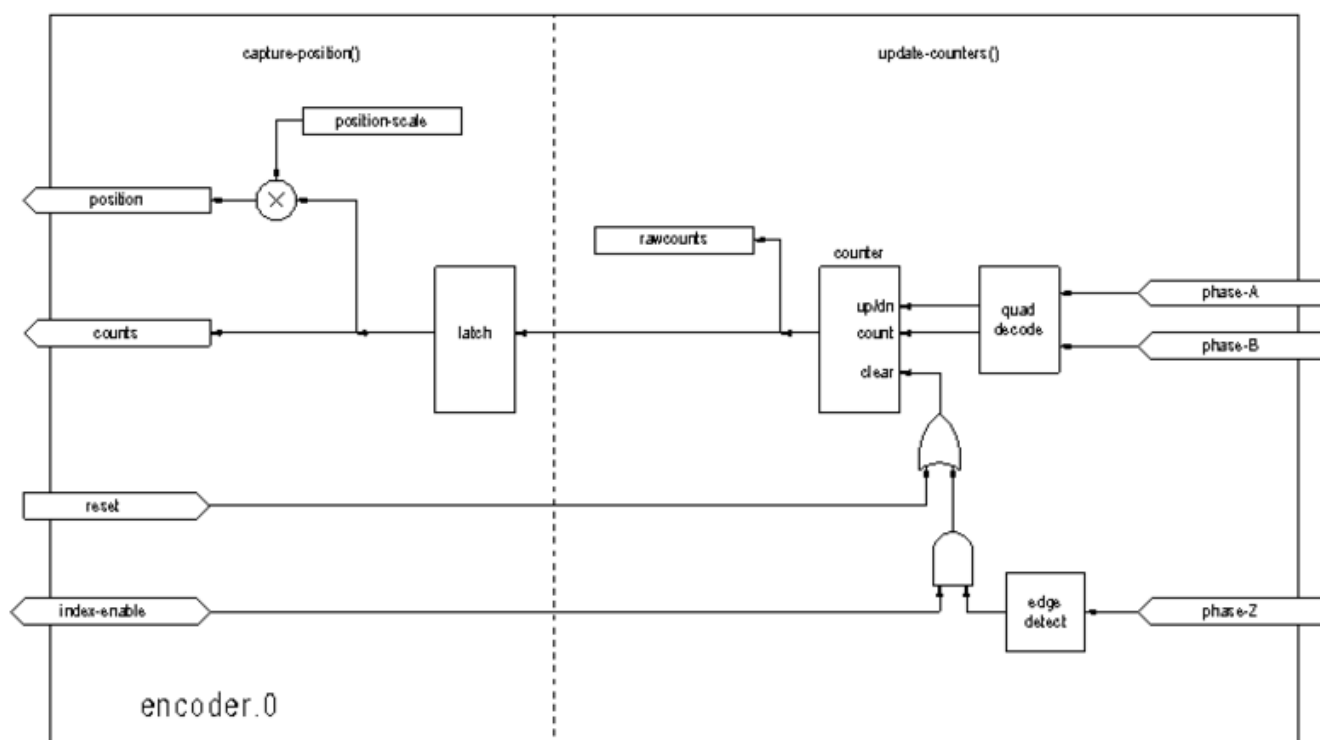 capture-position()
update-counters()
position-scale
position
rawcounts
counter
phase-A
up/dn
quad
decode
counts
latch
count
phase-B
clear
reset
index-enable
edge
detect
phase-Z
encoder.0